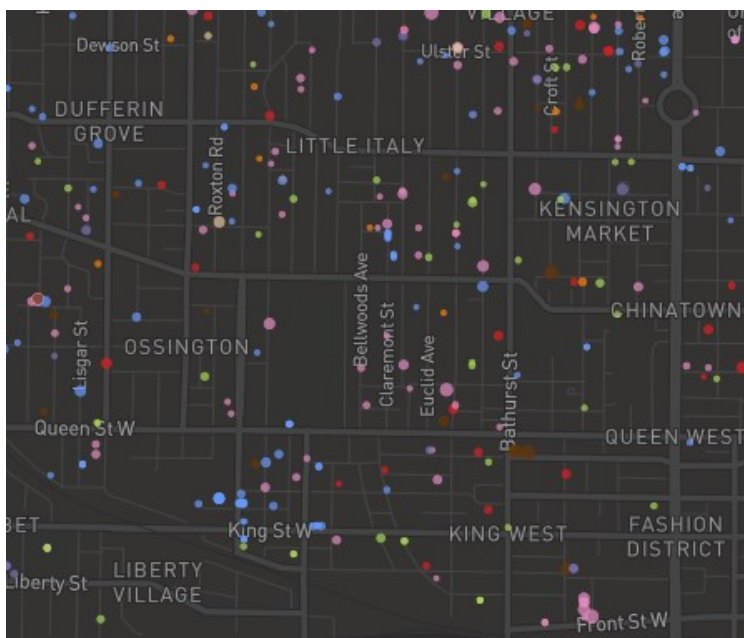 VILLAGE
Dewson St
Ulster St
Robert
Croft St
DUFFERIN
GROVE
LITTLE ITALY
Roxton Rd
KENSINGTON
MARKET
AL
CHINATOWN
Bellwoods Ave
Claremont St
Euclid Ave
Lisgar St
OSSINGTON
Bathurst St
Queen St W
QUEEN WEST
BET
King St W
KING WEST
FASHION
DISTRICT
LIBERTY
VILLAGE
Liberty St
Front St W